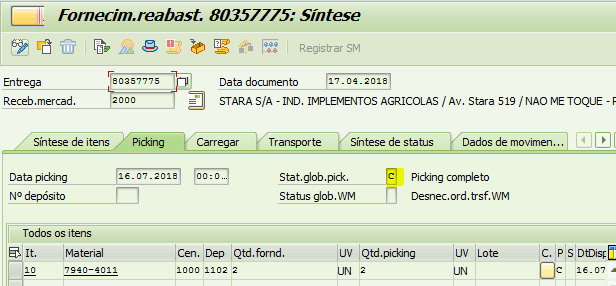 Fornecim.reabast. 80357775: Síntese
Registrar SM
Entrega 80357775 Data documento 17.04.2018
Receb.mercad. 2000 STARA S/A - IND. IMPLEMENTOS AGRICOLAS / Av. Stara 519 / NAO ME TOQUE -
Síntese de itens Picking Carregar Transporte Síntese de status Dados de movimen...
Data picking 16.07.2018 00:0... Stat.glob.pick. C Picking completo
Nº depósito Status glob.WM Desnec.ord.trsf.WM
Todos os itens
It. Material Cen. Dep Qtd.fornd. UV Qtd.picking UV Lote C. P S DtDisp
10 7940-4011 1000 1102 2 UN 2 UN C 16.07